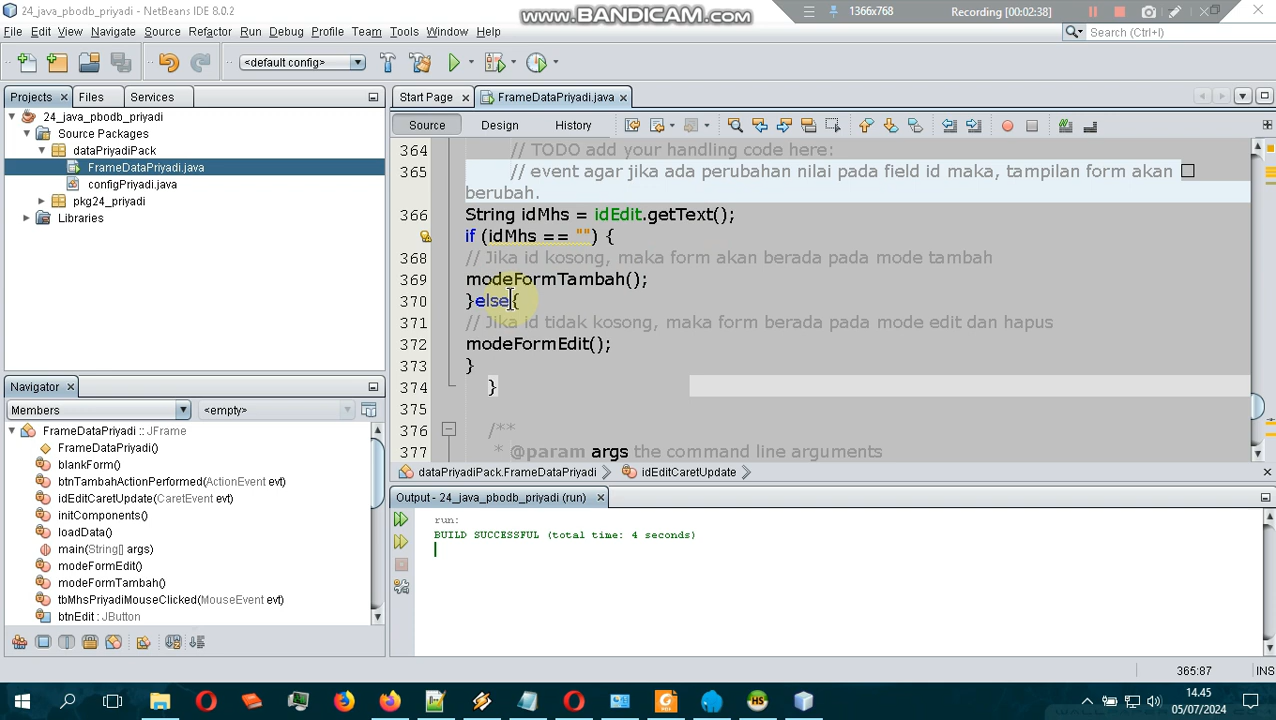 24_java_pbodb_priyadi - NetBeans IDE 8.0.2
www.BANDICAM.com
1366x768
Recording [00:02:38]
File Edit View Navigate Source Refactor Run Debug Profile Team Tools Window Help
Search (Ctrl+I)
<default config>
Projects
Files
Services
Start Page
FrameDataPriyadi.java
24_java_pbodb_priyadi
Source Packages
dataPriyadiPack
FrameDataPriyadi.java
configPriyadi.java
pkg24_priyadi
Libraries
Source
Design
History
364 // TODO add your handling code here:
365 // event agar jika ada perubahan nilai pada field id maka, tampilan form akan
berubah.
366 String idMhs = idEdit.getText();
if (idMhs == "") {
368 // Jika id kosong, maka form akan berada pada mode tambah
369 modeFormTambah();
370 }else{
371 // Jika id tidak kosong, maka form berada pada mode edit dan hapus
372 modeFormEdit();
373 }
374 }
375
376 /**
377 * @param args the command line arguments
dataPriyadiPack.FrameDataPriyadi
idEditCaretUpdate
Navigator
Members
<empty>
FrameDataPriyadi :: JFrame
FrameDataPriyadi()
blankForm()
btnTambahActionPerformed(ActionEvent evt)
idEditCaretUpdate(CaretEvent evt)
initComponents()
loadData()
main(String[] args)
modeFormEdit()
modeFormTambah()
tbMhsPriyadiMouseClicked(MouseEvent evt)
btnEdit : JButton
Output - 24_java_pbodb_priyadi (run)
run:
BUILD SUCCESSFUL (total time: 4 seconds)
365:87
INS
14.45
05/07/2024